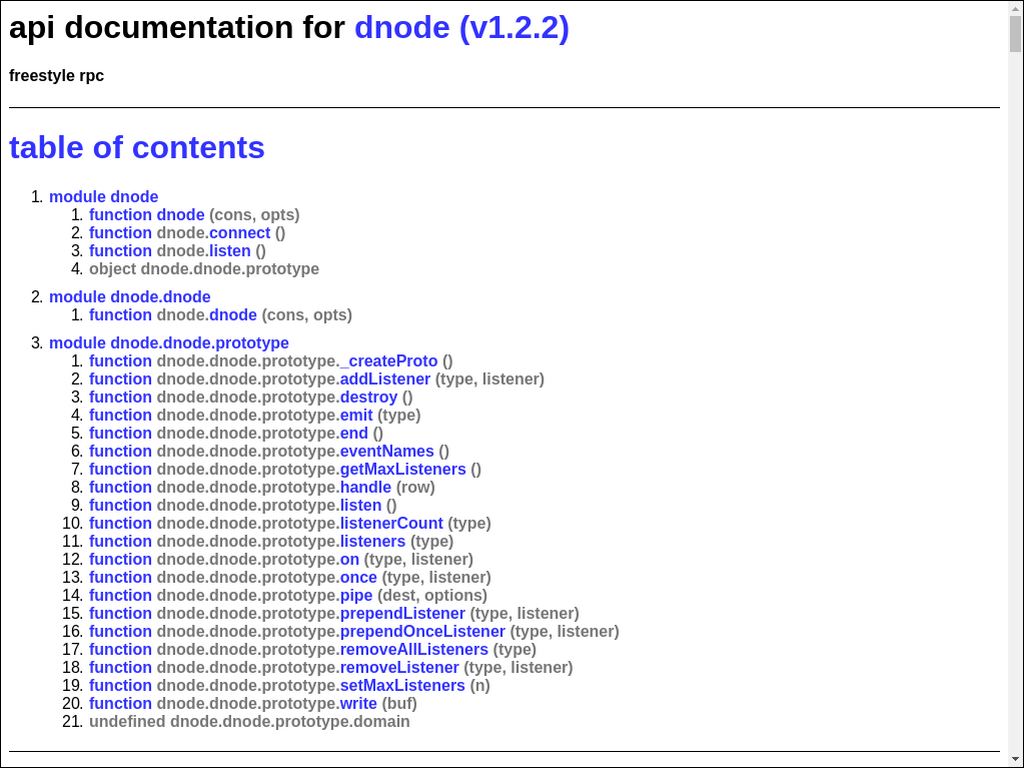 api documentation for dnode (v1.2.2)
freestyle rpc
table of contents
1. module dnode
1. function dnode (cons, opts)
2. function dnode.connect ()
3. function dnode.listen ()
4. object dnode.dnode.prototype
2. module dnode.dnode
1. function dnode.dnode (cons, opts)
3. module dnode.dnode.prototype
1. function dnode.dnode.prototype._createProto ()
2. function dnode.dnode.prototype.addListener (type, listener)
3. function dnode.dnode.prototype.destroy ()
4. function dnode.dnode.prototype.emit (type)
5. function dnode.dnode.prototype.end ()
6. function dnode.dnode.prototype.eventNames ()
7. function dnode.dnode.prototype.getMaxListeners ()
8. function dnode.dnode.prototype.handle (row)
9. function dnode.dnode.prototype.listen ()
10. function dnode.dnode.prototype.listenerCount (type)
11. function dnode.dnode.prototype.listeners (type)
12. function dnode.dnode.prototype.on (type, listener)
13. function dnode.dnode.prototype.once (type, listener)
14. function dnode.dnode.prototype.pipe (dest, options)
15. function dnode.dnode.prototype.prependListener (type, listener)
16. function dnode.dnode.prototype.prependOnceListener (type, listener)
17. function dnode.dnode.prototype.removeAllListeners (type)
18. function dnode.dnode.prototype.removeListener (type, listener)
19. function dnode.dnode.prototype.setMaxListeners (n)
20. function dnode.dnode.prototype.write (buf)
21. undefined dnode.dnode.prototype.domain